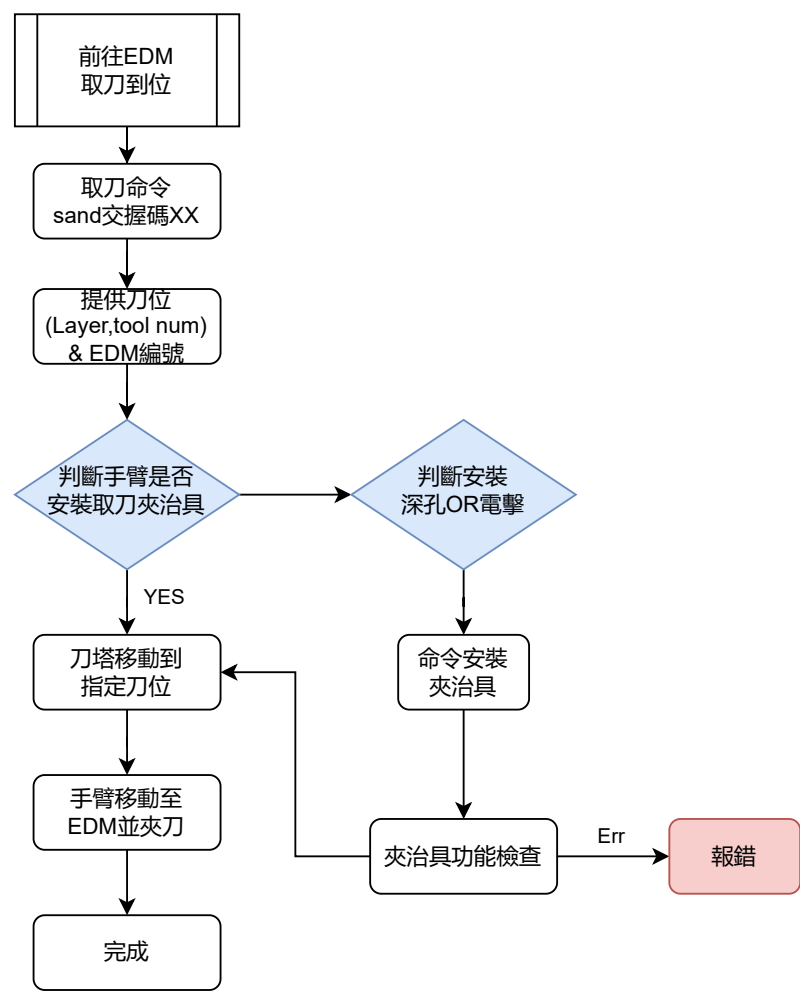 前往EDM
取刀到位
取刀命令
sand交握碼XX
提供刀位
(Layer,tool num)
& EDM編號
判斷手臂是否
安裝取刀夾治具
判斷安裝
深孔OR電擊
YES
刀塔移動到
指定刀位
命令安裝
夾治具
手臂移動至
EDM並夾刀
夾治具功能檢查
Err
報錯
完成